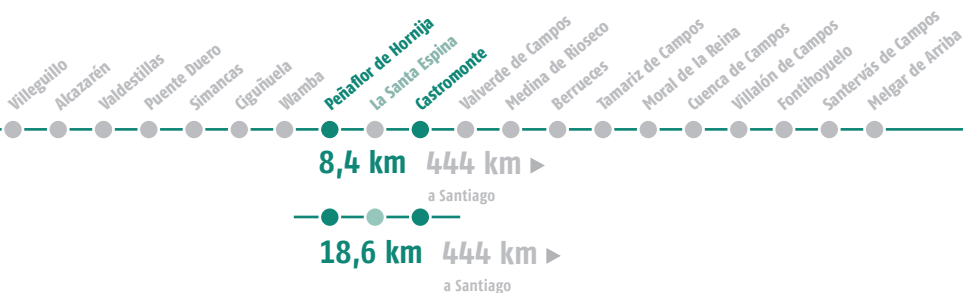 Villeguillo
Alcazarén
Valdestillas
Puente Duero
Simancas
Ciguñuela
Wamba
Peñaflor de Hornija
La Santa Espina
Castromonte
Valverde de Campos
Medina de Rioseco
Berrueces
Tamariz de Campos
Moral de la Reina
Cuenca de Campos
Villalón de Campos
Fontihoyuelo
Santervás de Campos
Melgar de Arriba
8,4 km 444 km
a Santiago
18,6 km 444 km
a Santiago